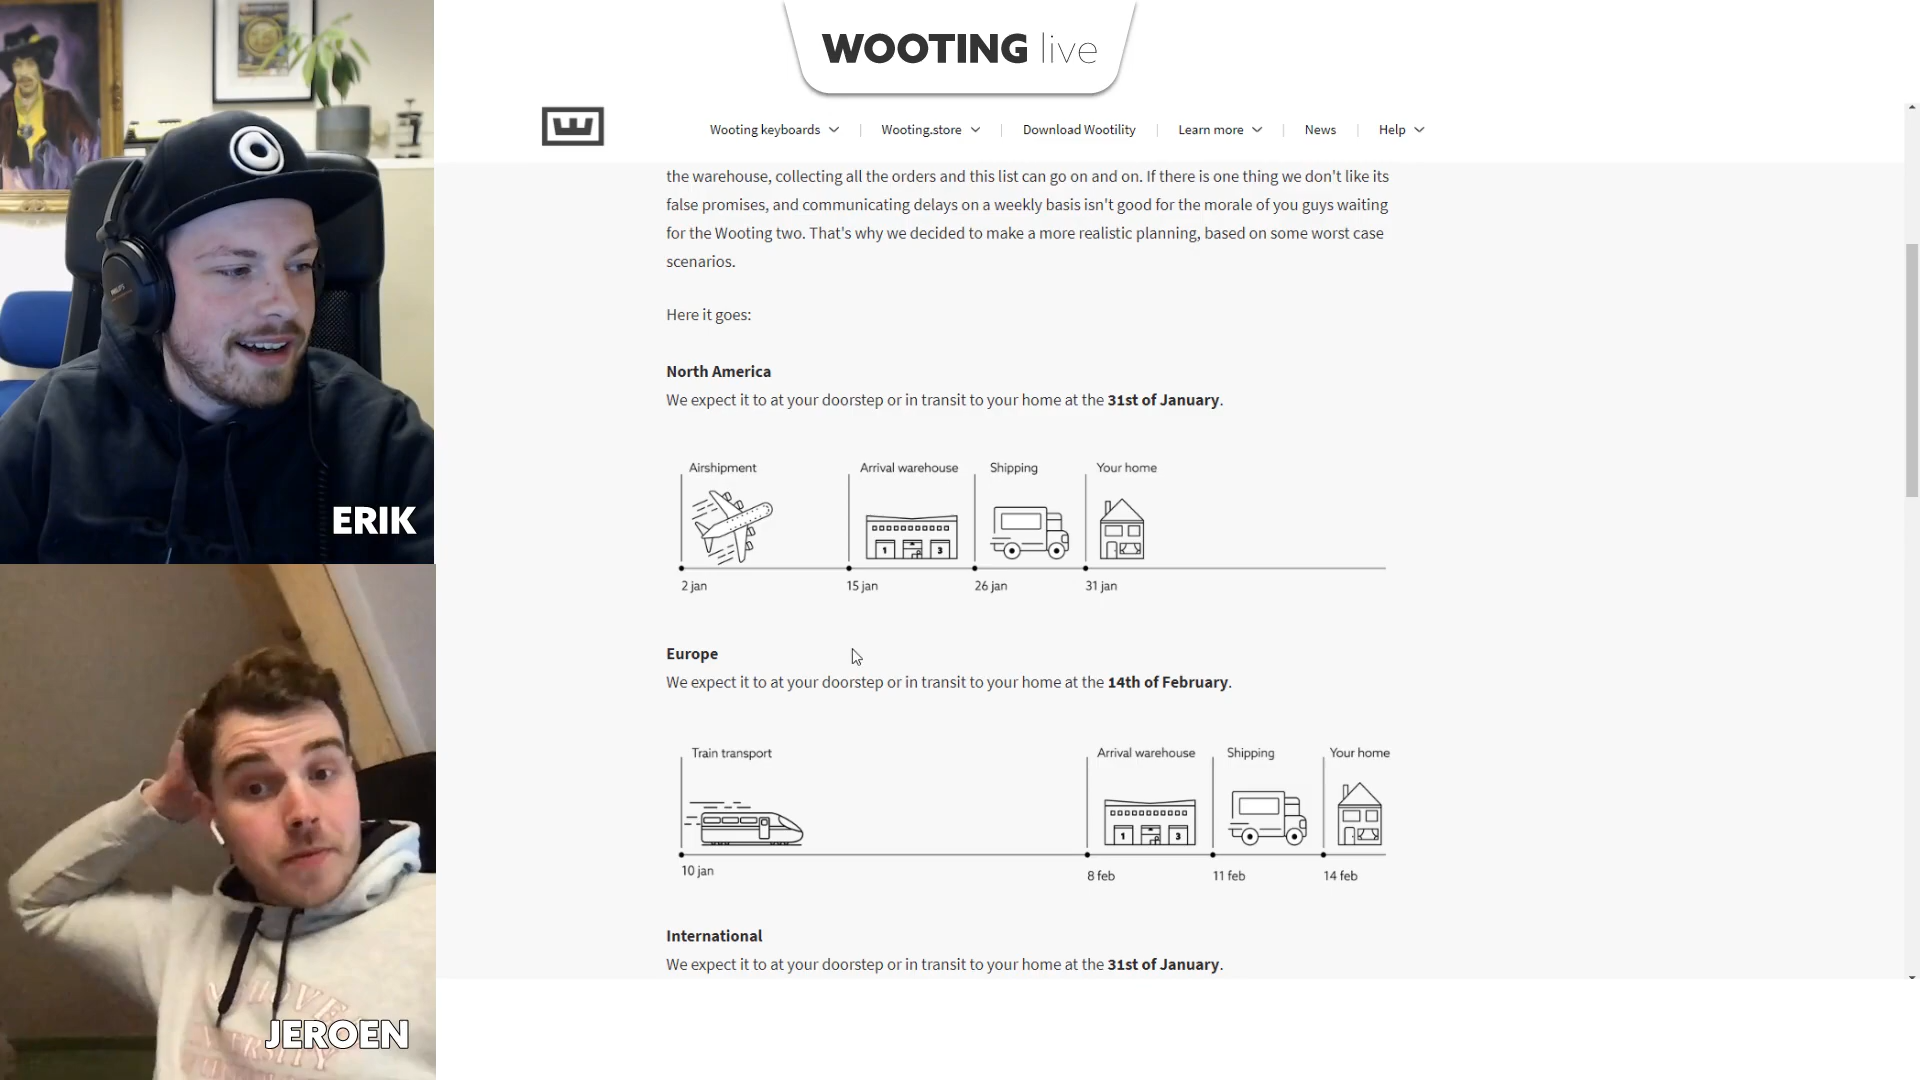 WOOTING live
Wooting keyboards
Wooting.store
Download Wootility
Learn more
News
Help
the warehouse, collecting all the orders and this list can go on and on. If there is one thing we don't like its
false promises, and communicating delays on a weekly basis isn't good for the morale of you guys waiting
for the Wooting two. That's why we decided to make a more realistic planning, based on some worst case
scenarios.
Here it goes:
North America
We expect it to at your doorstep or in transit to your home at the 31st of January.
Airshipment
Arrival warehouse
Shipping
Your home
1 3
2 jan
15 jan
26 jan
31 jan
Europe
We expect it to at your doorstep or in transit to your home at the 14th of February.
Train transport
Arrival warehouse
Shipping
Your home
1 3
10 jan
8 feb
11 feb
14 feb
International
We expect it to at your doorstep or in transit to your home at the 31st of January.
ERIK
JEROEN